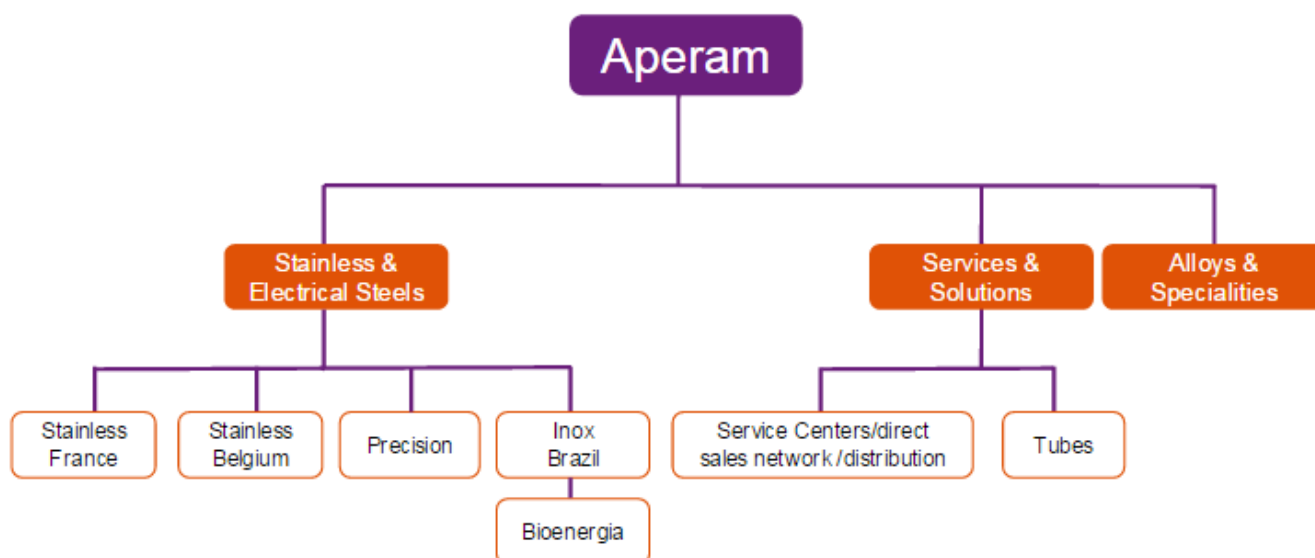 Aperam
Stainless &
Electrical Steels
Services &
Solutions
Alloys &
Specialities
Stainless
France
Stainless
Belgium
Precision
Inox
Brazil
Service Centers/direct
sales network/distribution
Tubes
Bioenergia